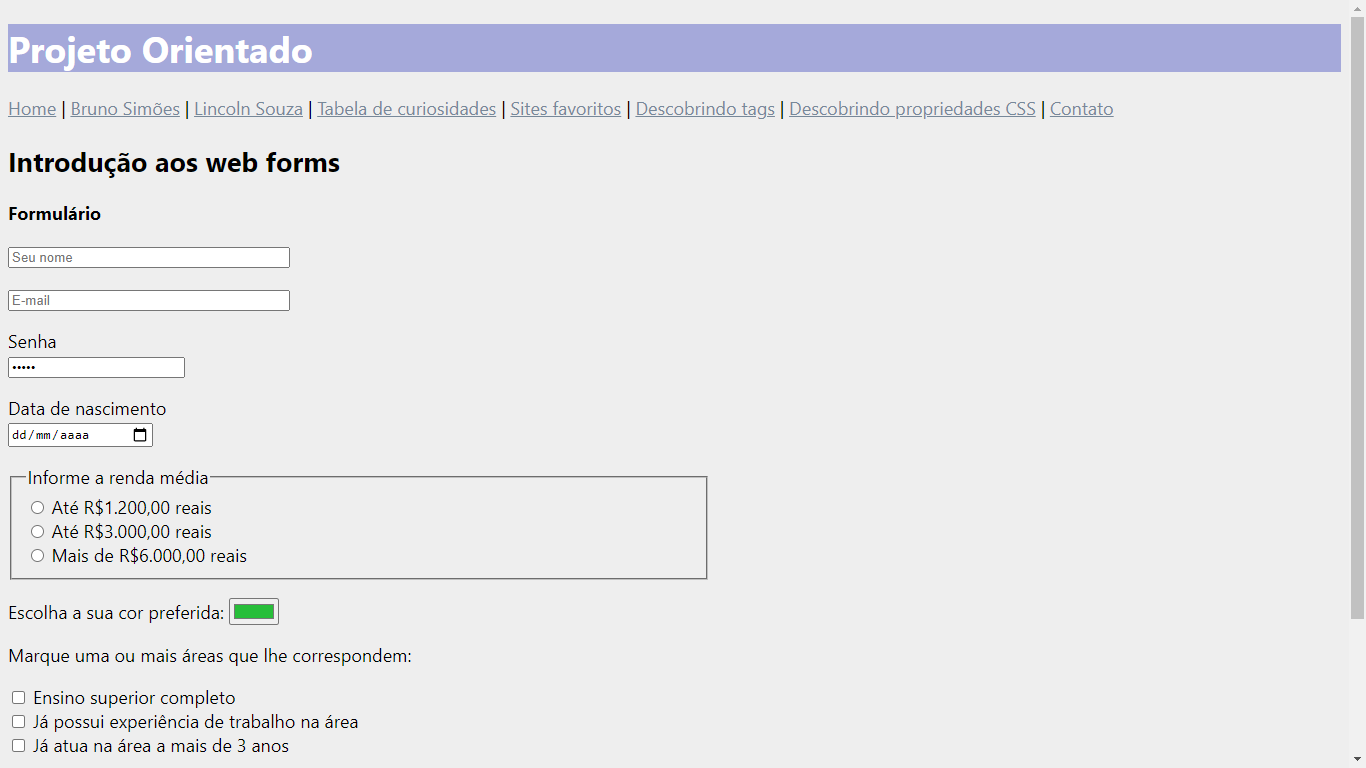 Projeto Orientado
Home | Bruno Simões | Lincoln Souza | Tabela de curiosidades | Sites favoritos | Descobrindo tags | Descobrindo propriedades CSS | Contato
Introdução aos web forms
Formulário
Seu nome
E-mail
Senha
•••••
Data de nascimento
dd/mm/aaaa
Informe a renda média
Até R$1.200,00 reais
Até R$3.000,00 reais
Mais de R$6.000,00 reais
Escolha a sua cor preferida:
Marque uma ou mais áreas que lhe correspondem:
Ensino superior completo
Já possui experiência de trabalho na área
Já atua na área a mais de 3 anos